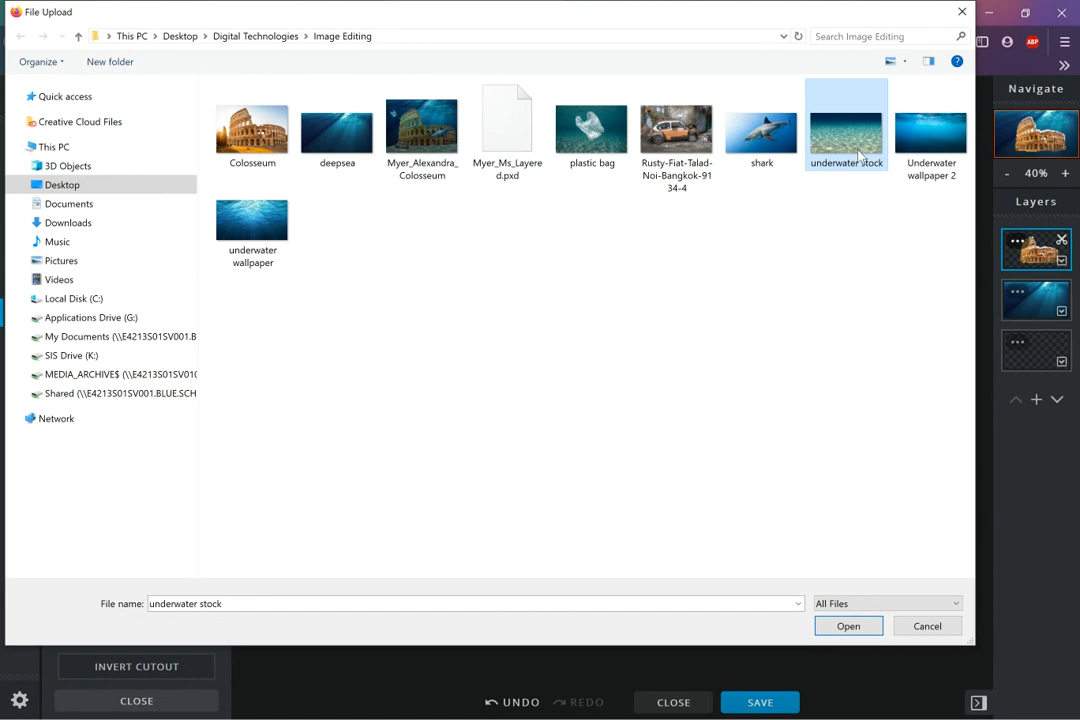 File Upload
This PC > Desktop > Digital Technologies > Image Editing
Search Image Editing
Organize
New folder
ABP
Quick access
Creative Cloud Files
This PC
3D Objects
Desktop
Documents
Downloads
Music
Pictures
Videos
Local Disk (C:)
Applications Drive (G:)
My Documents (\\E4213S01SV001.B
SIS Drive (K:)
MEDIA_ARCHIVE$ (\\E4213S01SV01(
Shared (\\E4213S01SV001.BLUE.SCH
Network
Colosseum
deepsea
Myer_Alexandra_
Colosseum
Myer_Ms_Layere
d.pxd
plastic bag
Rusty-Fiat-Talad-
Noi-Bangkok-91
34-4
shark
underwater stock
Underwater
wallpaper 2
underwater
wallpaper
File name: underwater stock
All Files
Open
Cancel
Navigate
- 40% +
Layers
INVERT CUTOUT
CLOSE
UNDO
REDO
CLOSE
SAVE